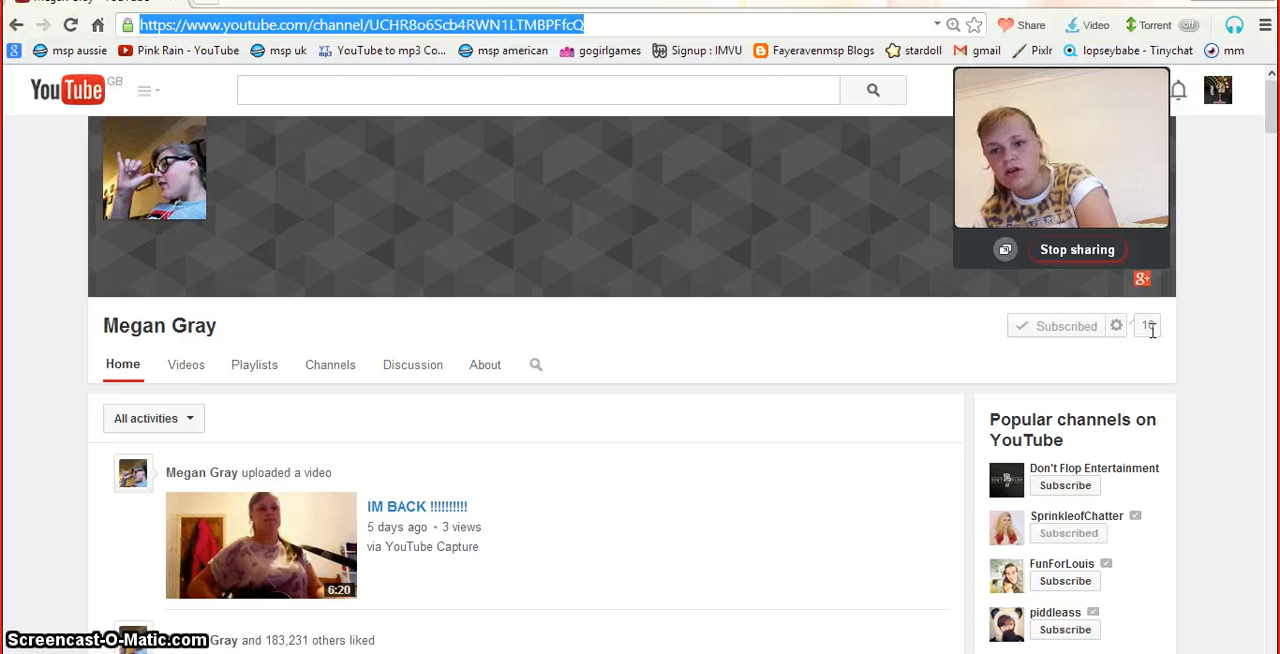 https://www.youtube.com/channel/UCHR8o6Scb4RWN1LTMBPFfcQ
Share
Video
Torrent
off
msp aussie
Pink Rain - YouTube
msp uk
YouTube to mp3 Co...
msp american
gogirlgames
Signup : IMVU
Fayeravenmsp Blogs
stardoll
gmail
Pixlr
lopseybabe - Tinychat
mm
YouTube GB
Stop sharing
g+
Megan Gray
Subscribed
Home
Videos
Playlists
Channels
Discussion
About
All activities
Popular channels on
YouTube
Megan Gray uploaded a video
IM BACK !!!!!!!!!!
5 days ago • 3 views
via YouTube Capture
6:20
Don't Flop Entertainment
Subscribe
SprinkleofChatter
Subscribed
FunForLouis
Subscribe
piddleass
Subscribe
Gray and 183,231 others liked
Screencast-O-Matic.com